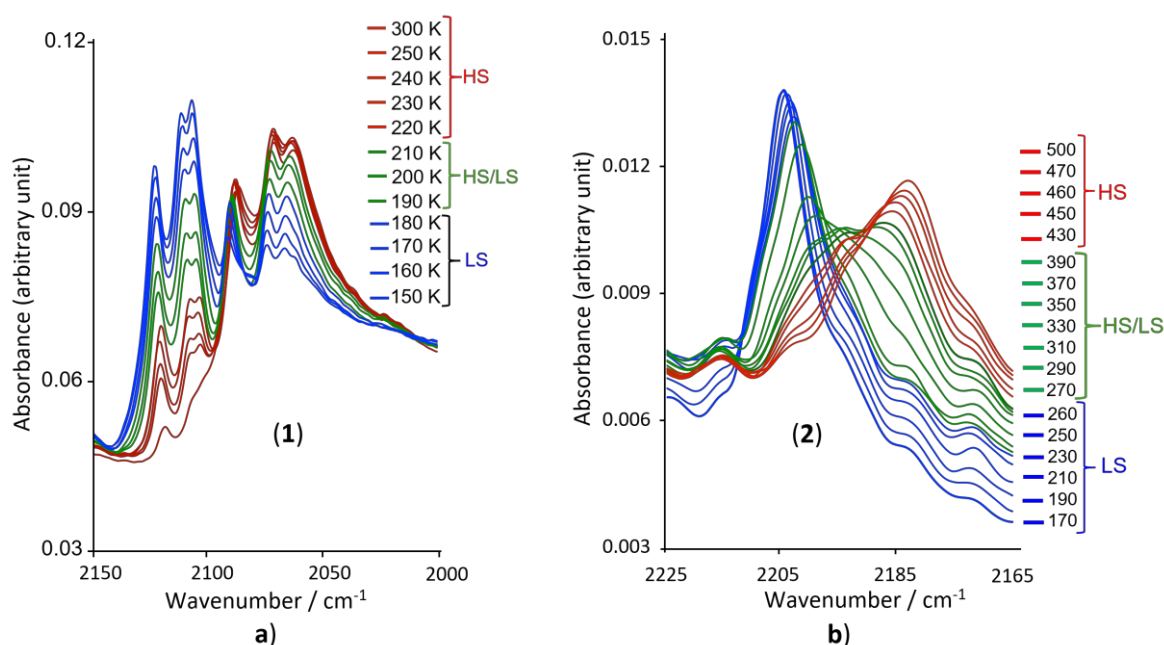 0.12
0.09
0.06
0.03
Absorbance (arbitrary unit)
2150
2100
2050
2000
Wavenumber / cm-1
300 K
250 K
240 K
230 K
220 K
HS
210 K
200 K
190 K
HS/LS
180 K
170 K
160 K
150 K
LS
(1)
a)
0.015
0.012
0.009
0.006
0.003
Absorbance (arbitrary unit)
2225
2205
2185
2165
Wavenumber / cm-1
500
470
460
450
430
HS
390
370
350
330
310
290
270
HS/LS
260
250
230
210
190
170
LS
(2)
b)